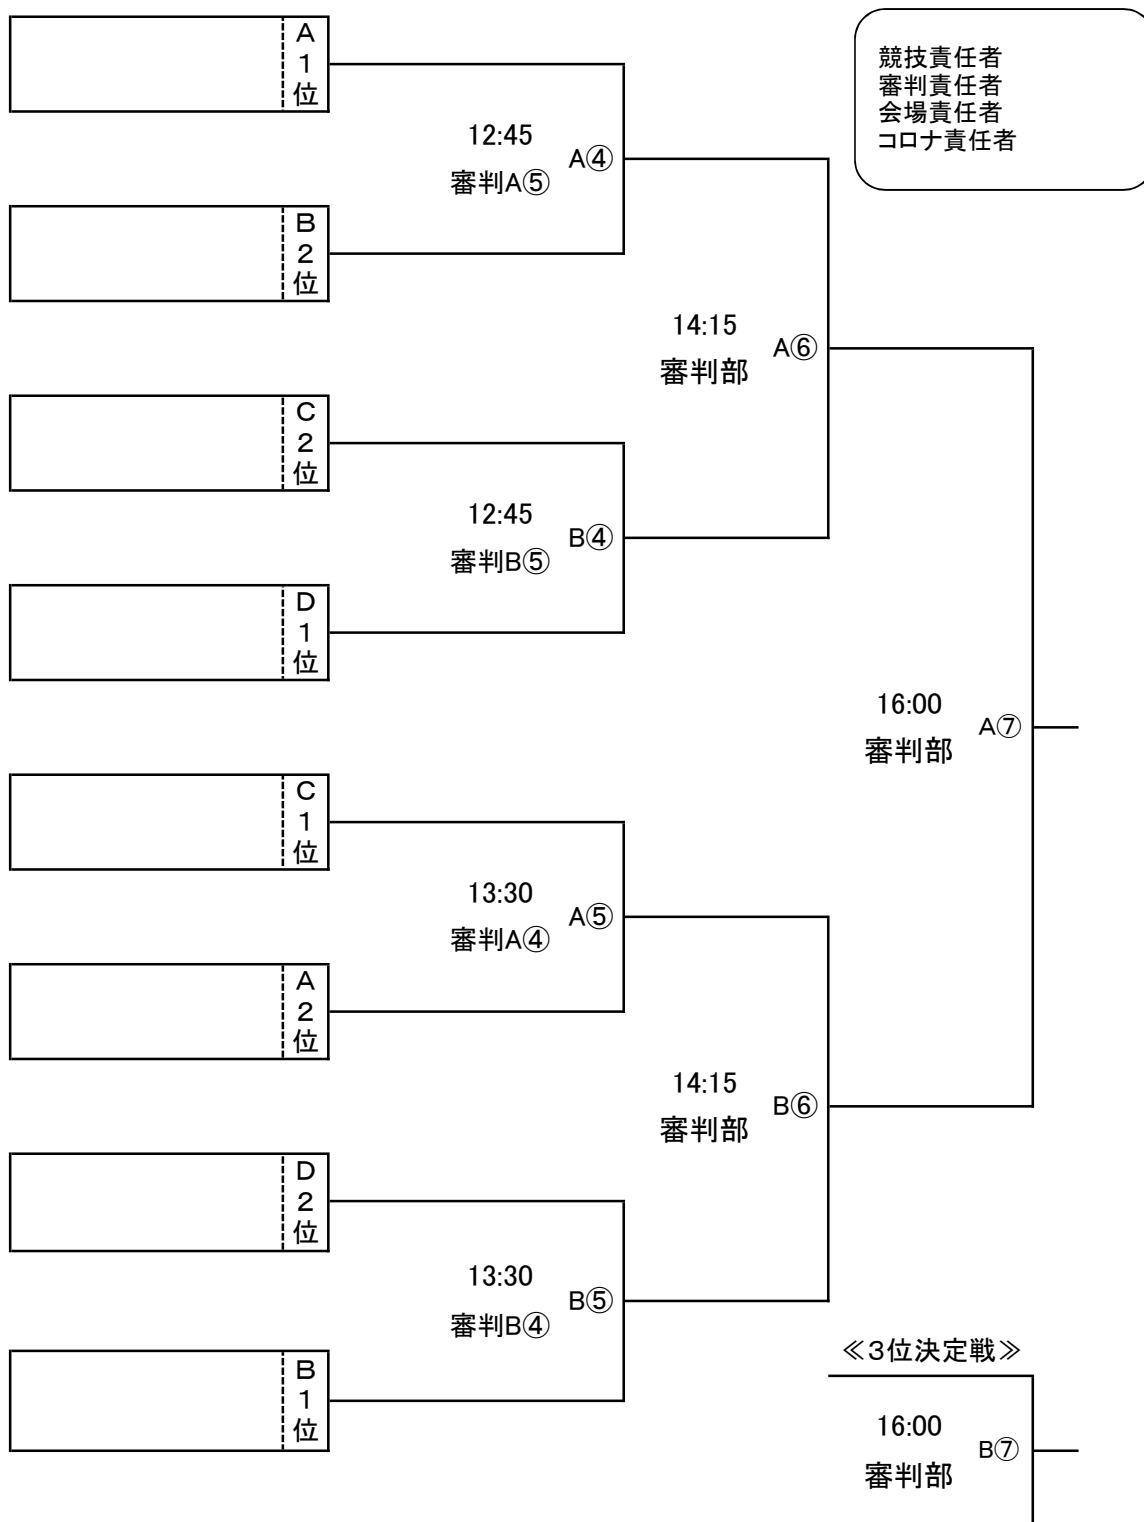 A
1
位
競技責任者
審判責任者
会場責任者
コロナ責任者
12:45
審判A⑤
A④
B
2
位
14:15
審判部
A⑥
C
2
位
12:45
審判B⑤
B④
D
1
位
16:00
審判部
A⑦
C
1
位
13:30
審判A④
A⑤
A
2
位
14:15
審判部
B⑥
D
2
位
13:30
審判B④
B⑤
≪3位決定戦≫
B
1
位
16:00
審判部
B⑦